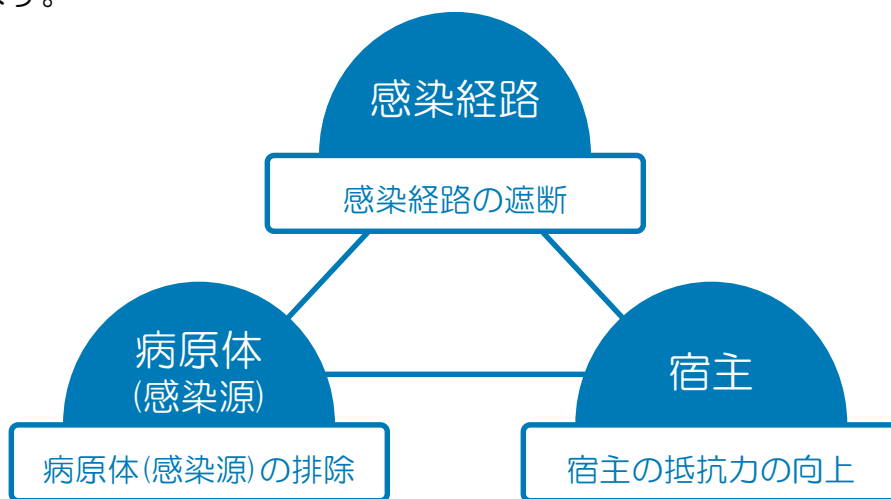 感染経路
感染経路の遮断
病原体
(感染源)
病原体(感染源)の排除
宿主
宿主の抵抗力の向上